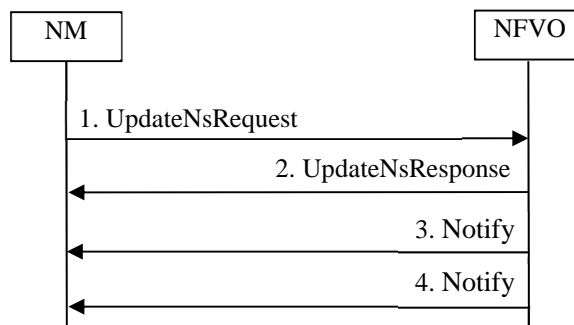 NM
NFVO
1. UpdateNsRequest
2. UpdateNsResponse
3. Notify
4. Notify